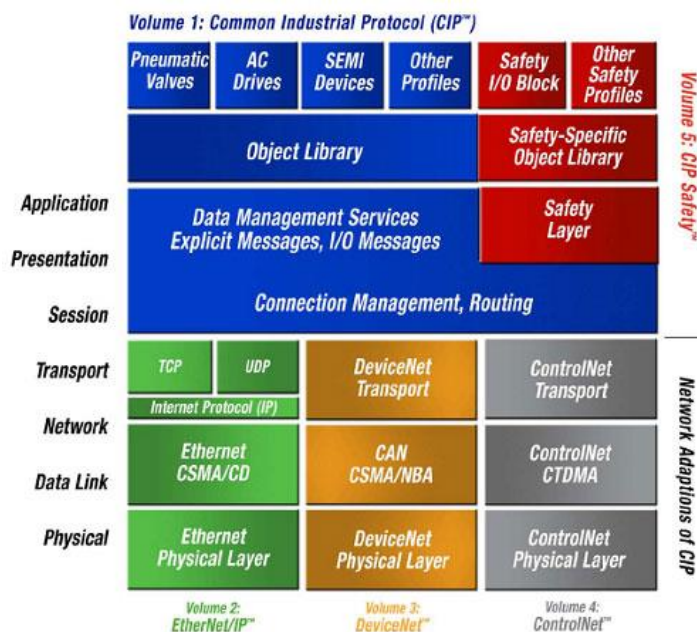 Volume 1: Common Industrial Protocol (CIP™)
Pneumatic
Valves
AC
Drives
SEMI
Devices
Other
Profiles
Safety
I/O Block
Other
Safety
Profiles
Object Library
Safety-Specific
Object Library
Volume 5: CIP Safety™
Application
Presentation
Session
Data Management Services
Explicit Messages, I/O Messages
Safety
Layer
Connection Management, Routing
Transport
Network
Data Link
Physical
TCP
UDP
Internet Protocol (IP)
DeviceNet
Transport
ControlNet
Transport
Ethernet
CSMA/CD
CAN
CSMA/NBA
ControlNet
CTDMA
Ethernet
Physical Layer
DeviceNet
Physical Layer
ControlNet
Physical Layer
Network Adaptions of CIP
Volume 2:
EtherNet/IP™
Volume 3:
DeviceNet™
Volume 4:
ControlNet™